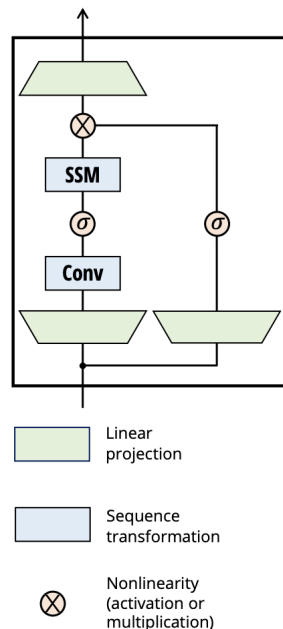 SSM
σ
σ
Conv
Linear
projection
Sequence
transformation
Nonlinearity
(activation or
multiplication)